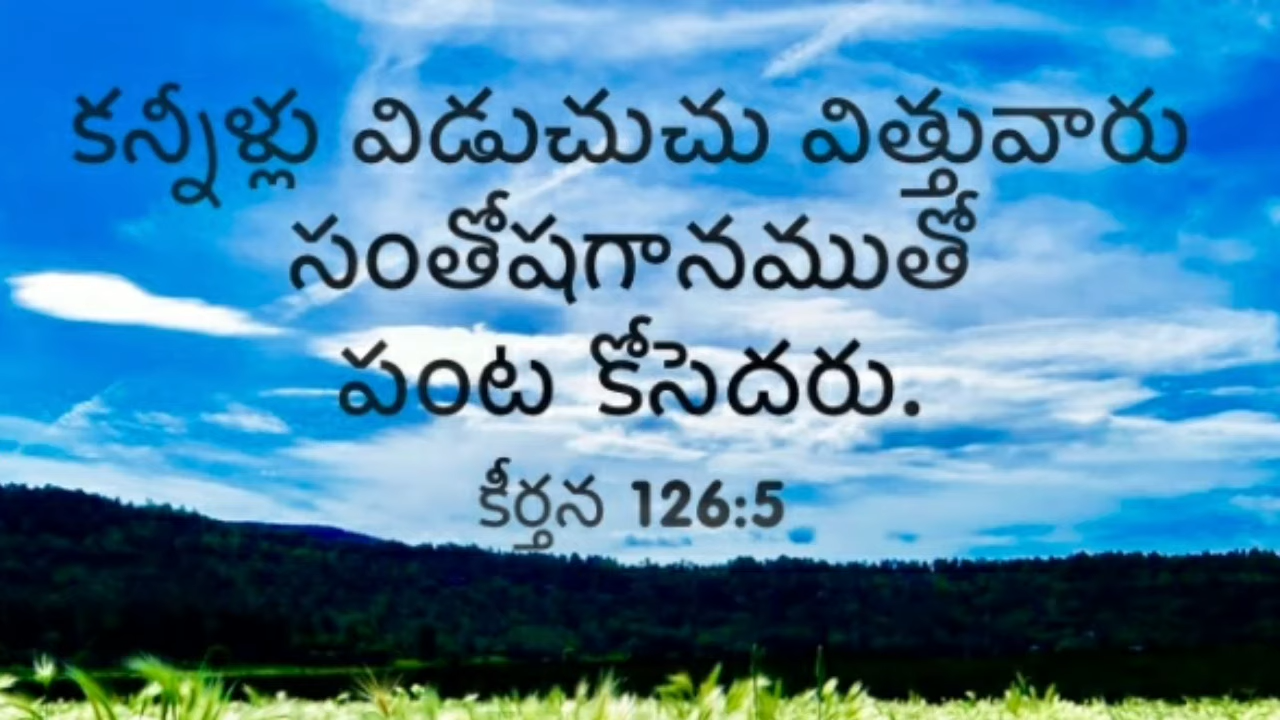 కన్నీళ్లు విడుచుచు విత్తువారు
సంతోషగానముతో
పంట కోసెదరు.
కీర్తన 126:5